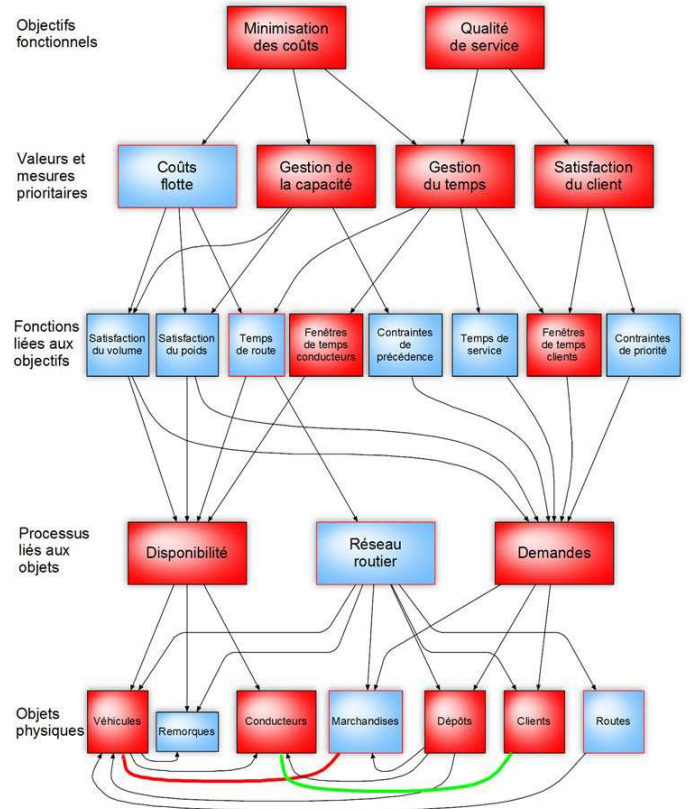 Objectifs
fonctionnels
Minimisation
des coûts
Qualité
de service
Valeurs et
mesures
prioritaires
Coûts
flotte
Gestion de
la capacité
Gestion
du temps
Satisfaction
du client
Fonctions
liées aux
objectifs
Satisfaction
du volume
Satisfaction
du poids
Temps
de route
Fenêtres
de temps
conducteurs
Contraintes
de
précédence
Temps de
service
Fenêtres
de temps
clients
Contraintes
de priorité
Processus
liés aux
objets
Disponibilité
Réseau
routier
Demandes
Objets
physiques
Véhicules
Remorques
Conducteurs
Marchandises
Dépôts
Clients
Routes